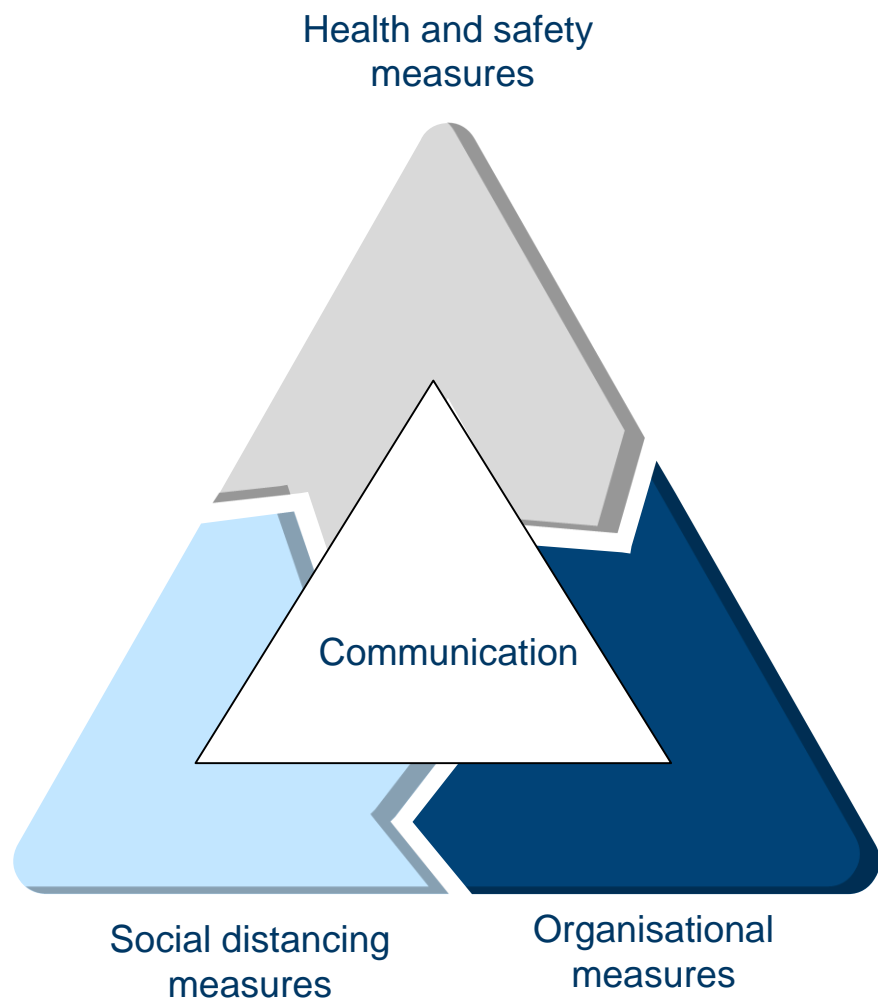 Health and safety
measures
Communication
Social distancing
measures
Organisational
measures